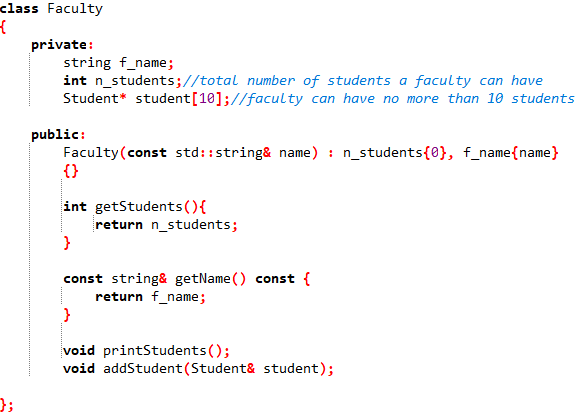 class Faculty
{
private:
string f_name;
int n_students;//total number of students a faculty can have
Student* student[10];//faculty can have no more than 10 students
public:
Faculty(const std::string& name) : n_students{0}, f_name{name}
{}
int getStudents(){
return n_students;
}
const string& getName() const {
return f_name;
}
void printStudents();
void addStudent(Student& student);
};